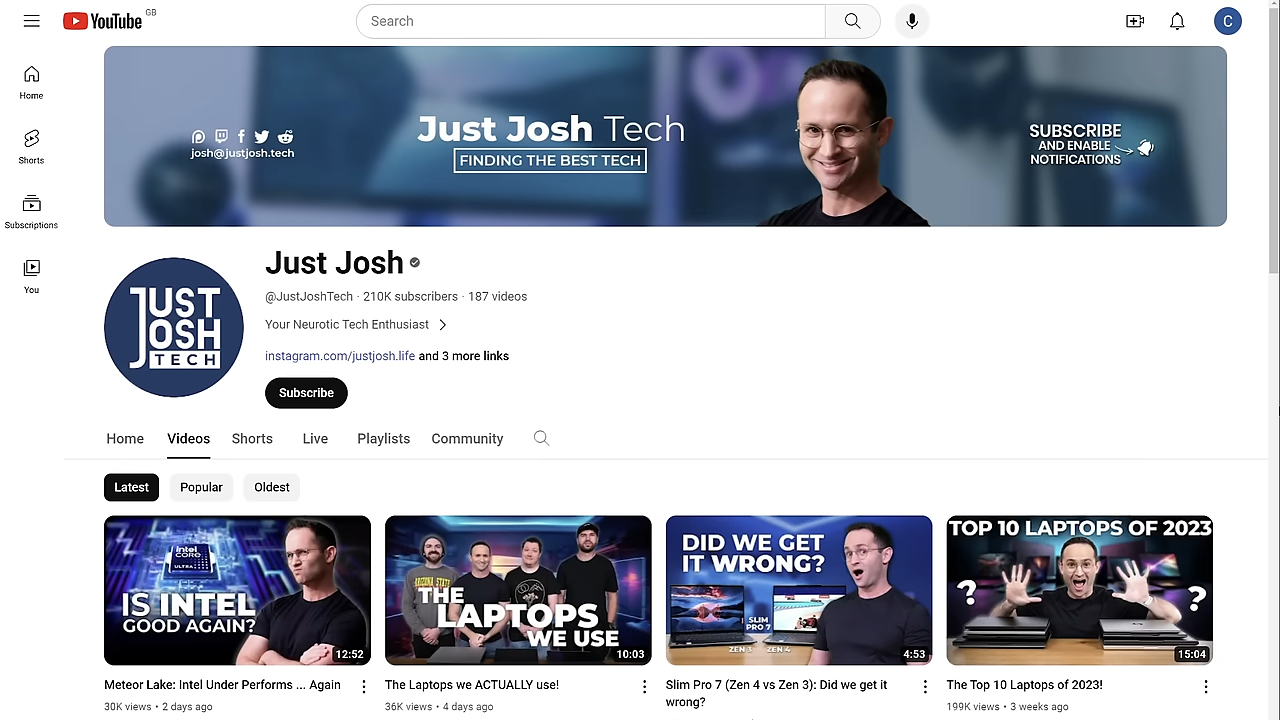 YouTube GB
Search
C
Home
Shorts
Subscriptions
You
josh@justjosh.tech
Just Josh Tech
FINDING THE BEST TECH
SUBSCRIBE
AND ENABLE
NOTIFICATIONS
JUST
JOSH
TECH
Just Josh
@JustJoshTech · 210K subscribers · 187 videos
Your Neurotic Tech Enthusiast
instagram.com/justjosh.life and 3 more links
Subscribe
Home Videos Shorts Live Playlists Community
Latest Popular Oldest
intel
CORE
ULTRA
IS INTEL
GOOD AGAIN?
12:52
ARIZONA STATE
THE
LAPTOPS
WE USE
10:03
DID WE GET
IT WRONG?
SLIM
PRO 7
ZEN 3 ZEN 4
4:53
TOP 10 LAPTOPS OF 2023
? ?
15:04
Meteor Lake: Intel Under Performs ... Again
30K views • 2 days ago
The Laptops we ACTUALLY use!
36K views • 4 days ago
Slim Pro 7 (Zen 4 vs Zen 3): Did we get it
wrong?
The Top 10 Laptops of 2023!
199K views • 3 weeks ago